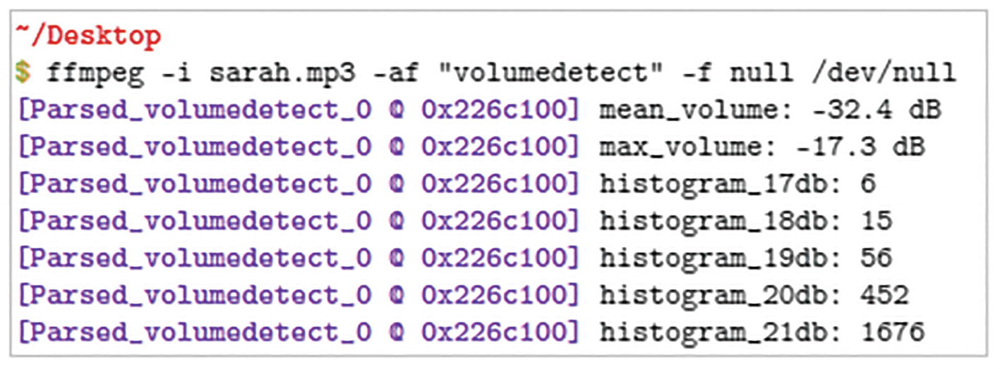 ~/Desktop
$ ffmpeg -i sarah.mp3 -af "volumedetect" -f null /dev/null
[Parsed_volumedetect_0 @ 0x226c100] mean_volume: -32.4 dB
[Parsed_volumedetect_0 @ 0x226c100] max_volume: -17.3 dB
[Parsed_volumedetect_0 @ 0x226c100] histogram_17db: 6
[Parsed_volumedetect_0 @ 0x226c100] histogram_18db: 15
[Parsed_volumedetect_0 @ 0x226c100] histogram_19db: 56
[Parsed_volumedetect_0 @ 0x226c100] histogram_20db: 452
[Parsed_volumedetect_0 @ 0x226c100] histogram_21db: 1676